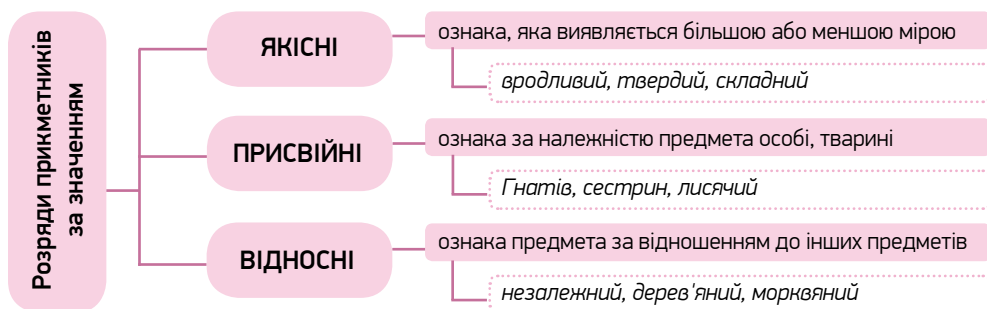 Розряди прикметників
за значенням
ЯКІСНІ
ознака, яка виявляється більшою або меншою мірою
вродливий, твердий, складний
ПРИСВІЙНІ
ознака за належністю предмета особі, тварині
Гнатів, сестрин, лисячий
ВІДНОСНІ
ознака предмета за відношенням до інших предметів
незалежний, дерев'яний, морквяний